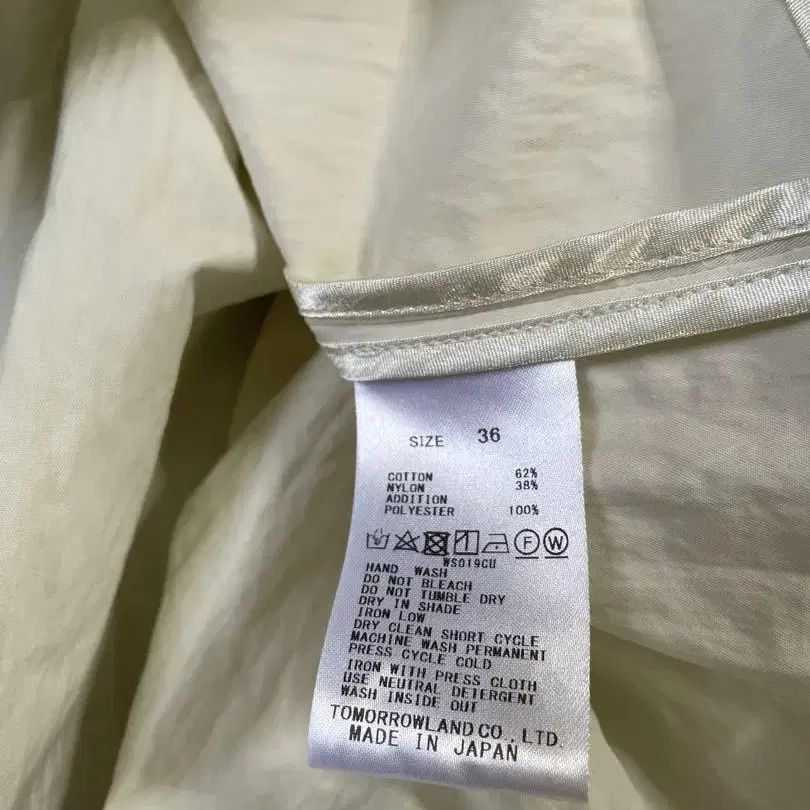 SIZE 36
COTTON 62%
NYLON 38%
ADDITION
POLYESTER 100%
F W
WS019CU
HAND WASH
DO NOT BLEACH
DO NOT TUMBLE DRY
DRY IN SHADE
IRON LOW
DRY CLEAN SHORT CYCLE
MACHINE WASH PERMANENT
PRESS CYCLE COLD
IRON WITH PRESS CLOTH
USE NEUTRAL DETERGENT
WASH INSIDE OUT
TOMORROWLAND CO., LTD.
MADE IN JAPAN